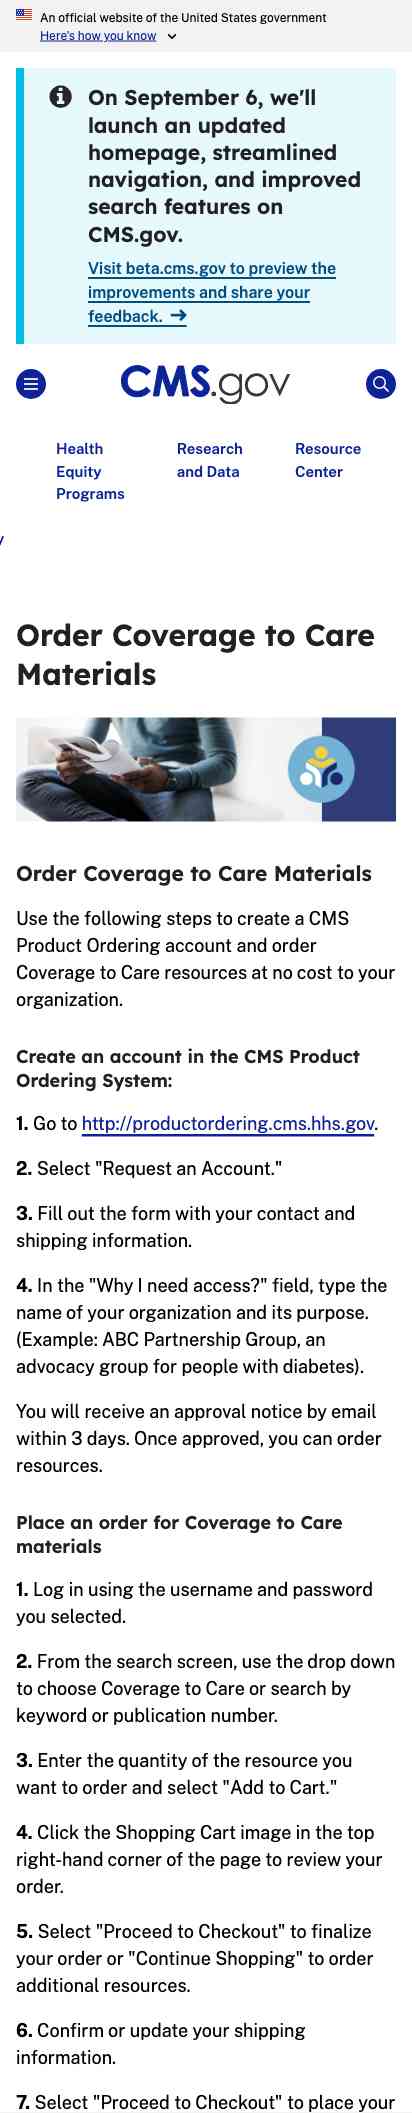 An official website of the United States government
Here's how you know
On September 6, we'll
launch an updated
homepage, streamlined
navigation, and improved
search features on
CMS.gov.
Visit beta.cms.gov to preview the
improvements and share your
feedback. →
CMS.gov
Health
Equity
Programs
Research
and Data
Resource
Center
Order Coverage to Care
Materials
Order Coverage to Care Materials
Use the following steps to create a CMS
Product Ordering account and order
Coverage to Care resources at no cost to your
organization.
Create an account in the CMS Product
Ordering System:
1. Go to http://productordering.cms.hhs.gov.
2. Select "Request an Account."
3. Fill out the form with your contact and
shipping information.
4. In the "Why I need access?" field, type the
name of your organization and its purpose.
(Example: ABC Partnership Group, an
advocacy group for people with diabetes).
You will receive an approval notice by email
within 3 days. Once approved, you can order
resources.
Place an order for Coverage to Care
materials
1. Log in using the username and password
you selected.
2. From the search screen, use the drop down
to choose Coverage to Care or search by
keyword or publication number.
3. Enter the quantity of the resource you
want to order and select "Add to Cart."
4. Click the Shopping Cart image in the top
right-hand corner of the page to review your
order.
5. Select "Proceed to Checkout" to finalize
your order or "Continue Shopping" to order
additional resources.
6. Confirm or update your shipping
information.
7. Select "Proceed to Checkout" to place your